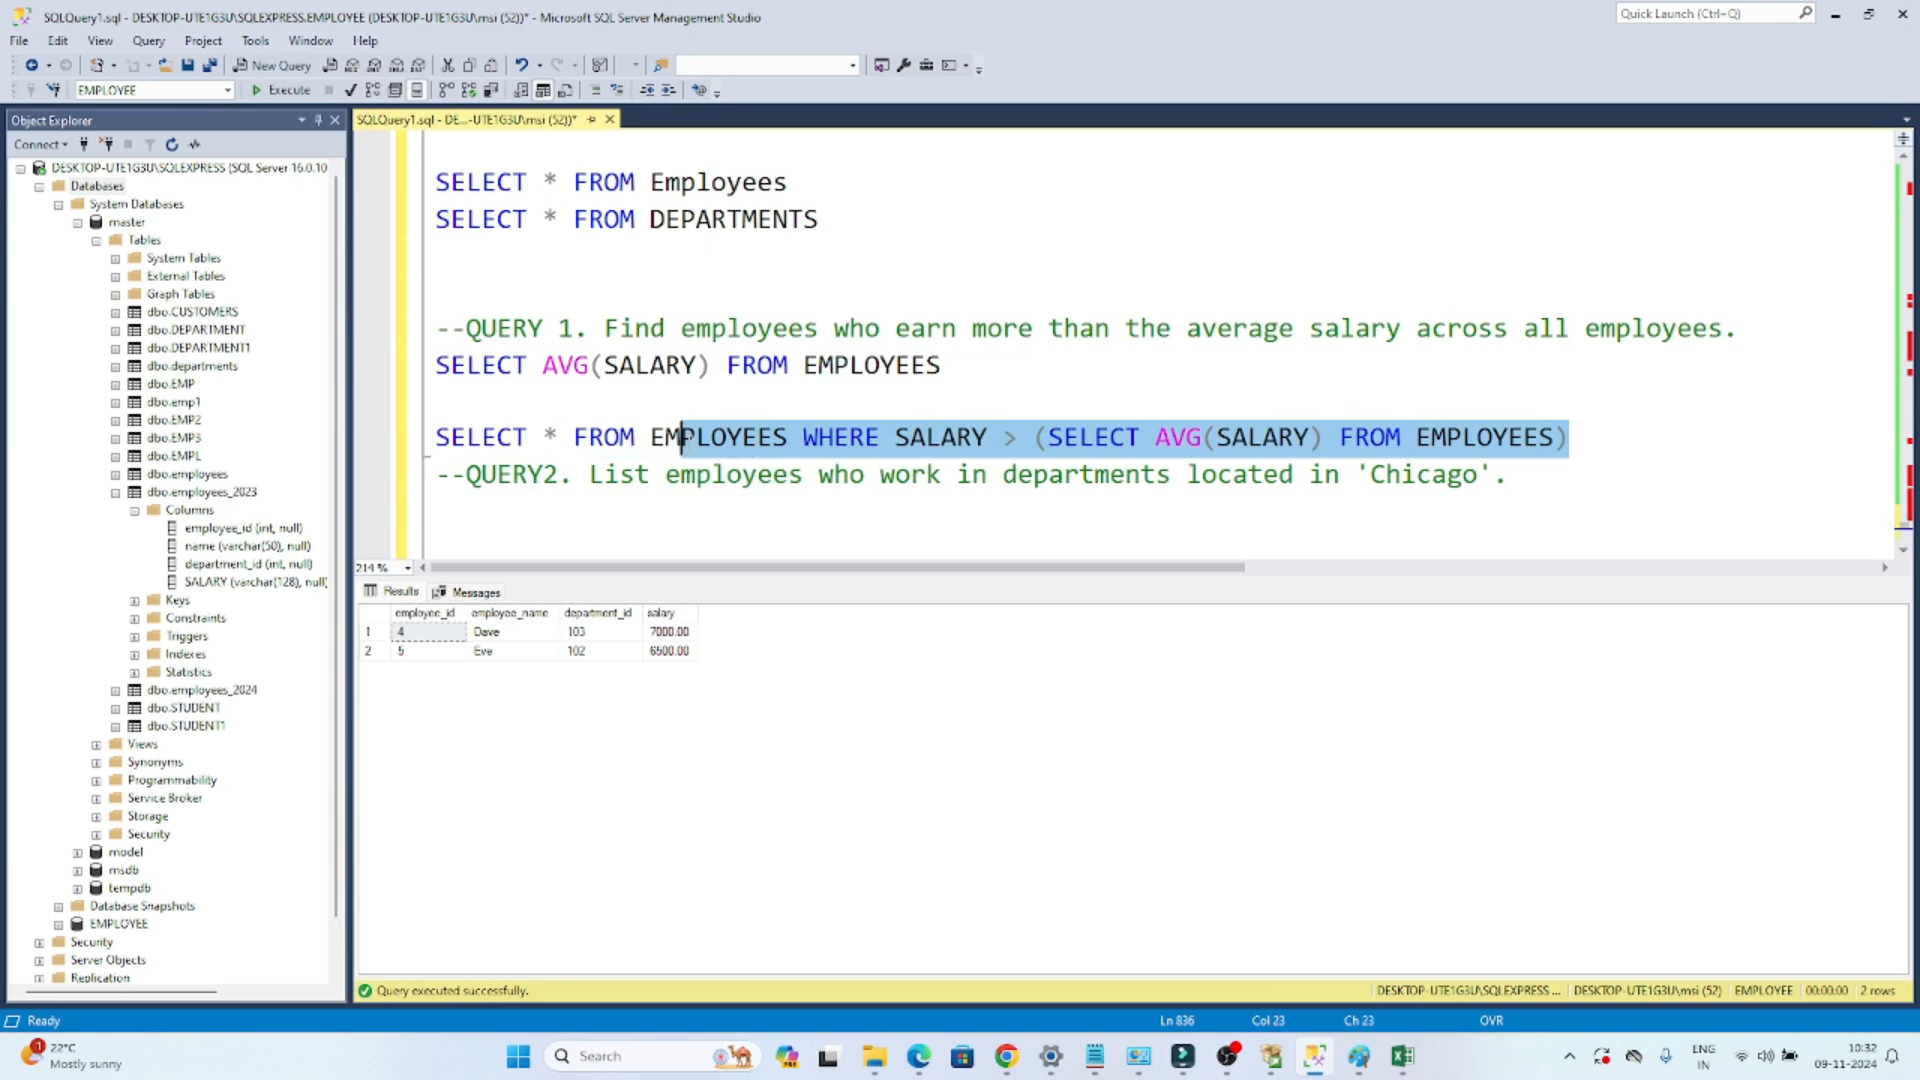 SQLQuery1.sql - DESKTOP-UTE1G3U\SQLEXPRESS.EMPLOYEE (DESKTOP-UTE1G3U\msi (52))* - Microsoft SQL Server Management Studio
Quick Launch (Ctrl+Q)
File Edit View Query Project Tools Window Help
New Query
EMPLOYEE
Execute
Object Explorer
SQLQuery1.sql - DE...-UTE1G3U\msi (52))*
Connect
DESKTOP-UTE1G3U\SQLEXPRESS (SQL Server 16.0.10
Databases
System Databases
master
Tables
System Tables
External Tables
Graph Tables
dbo.CUSTOMERS
dbo.DEPARTMENT
dbo.DEPARTMENT1
dbo.departments
dbo.EMP
dbo.emp1
dbo.EMP2
dbo.EMP3
dbo.EMPL
dbo.employees
dbo.employees_2023
Columns
employee_id (int, null)
name (varchar(50), null)
department_id (int, null)
SALARY (varchar(128), null)
Keys
Constraints
Triggers
Indexes
Statistics
dbo.employees_2024
dbo.STUDENT
dbo.STUDENT1
Views
Synonyms
Programmability
Service Broker
Storage
Security
model
msdb
tempdb
Database Snapshots
EMPLOYEE
Security
Server Objects
Replication
SELECT * FROM Employees
SELECT * FROM DEPARTMENTS
--QUERY 1. Find employees who earn more than the average salary across all employees.
SELECT AVG(SALARY) FROM EMPLOYEES
SELECT * FROM EMPLOYEES WHERE SALARY > (SELECT AVG(SALARY) FROM EMPLOYEES)
--QUERY2. List employees who work in departments located in 'Chicago'.
214 %
Results Messages
employee_id employee_name department_id salary
1 4 Dave 103 7000.00
2 5 Eve 102 6500.00
Query executed successfully.
DESKTOP-UTE1G3U\SQLEXPRESS ... DESKTOP-UTE1G3U\msi (52) EMPLOYEE 00:00:00 2 rows
Ready
Ln 836 Col 23 Ch 23 OVR
1
22°C
Mostly sunny
Search
ENG
IN
10:32
09-11-2024